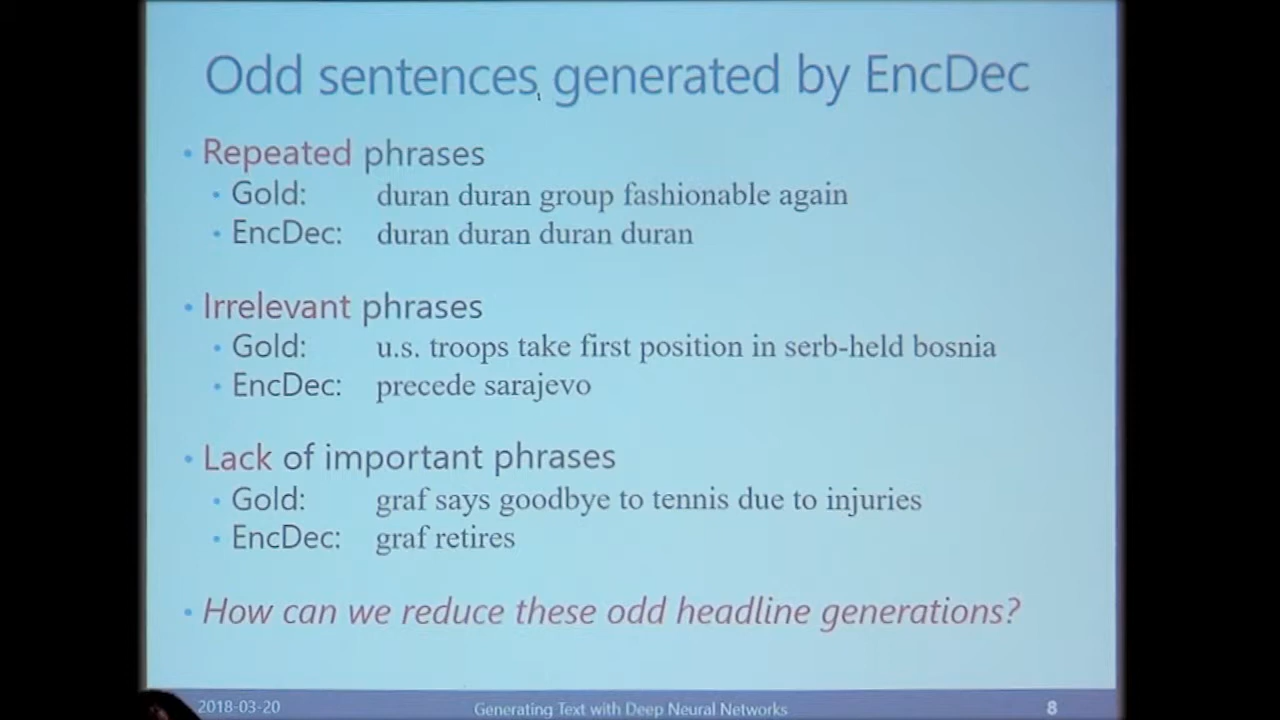 Odd sentences generated by EncDec
• Repeated phrases
• Gold: duran duran group fashionable again
• EncDec: duran duran duran duran
• Irrelevant phrases
• Gold: u.s. troops take first position in serb-held bosnia
• EncDec: precede sarajevo
• Lack of important phrases
• Gold: graf says goodbye to tennis due to injuries
• EncDec: graf retires
• How can we reduce these odd headline generations?
2018-03-20 Generating Text with Deep Neural Networks 8